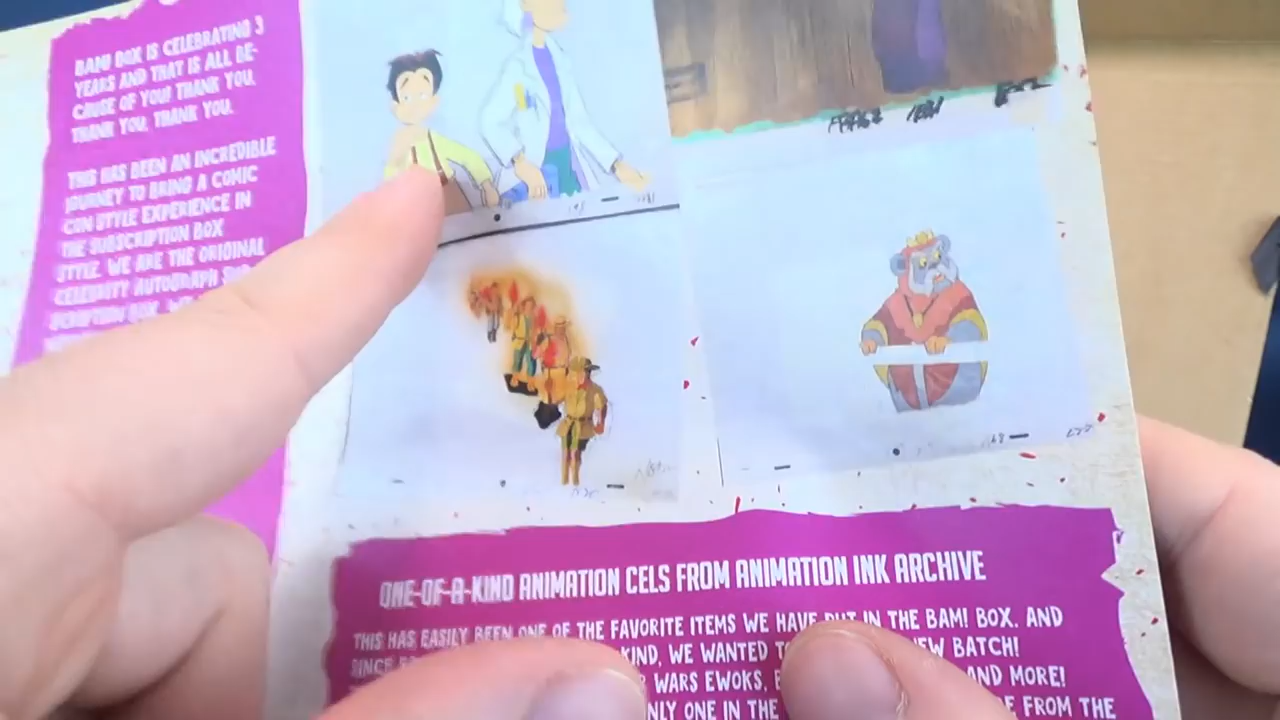 BAM! BOX IS CELEBRATING 3
YEARS AND THAT IS ALL BE-
CAUSE OF YOU! THANK YOU,
THANK YOU, THANK YOU.
THIS HAS BEEN AN INCREDIBLE
JOURNEY TO BRING A COMIC
CON STYLE EXPERIENCE IN
THE SUBSCRIPTION BOX
STYLE. WE ARE THE ORIGINAL
CELEBRITY AUTOGRAPH SUB-
SCRIPTION BOX.
ONE-OF-A-KIND ANIMATION CELS FROM ANIMATION INK ARCHIVE
THIS HAS EASILY BEEN ONE OF THE FAVORITE ITEMS WE HAVE PUT IN THE BAM! BOX. AND
SINCE KIND, WE WANTED NEW BATCH!
WARS EWOKS, AND MORE!
ONLY ONE IN THE FROM THE